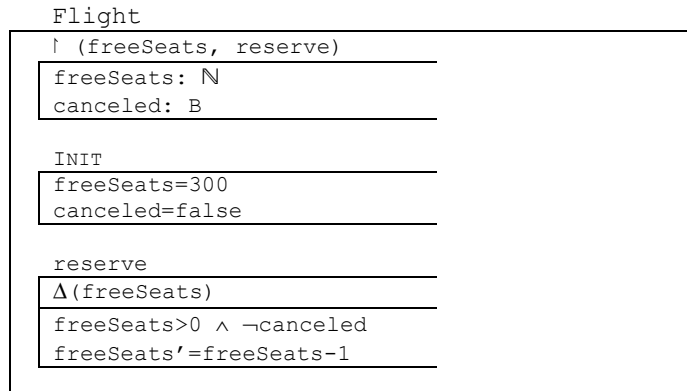 Flight
↾ (freeSeats, reserve)
freeSeats: ℕ
canceled: B
INIT
freeSeats=300
canceled=false
reserve
Δ(freeSeats)
freeSeats>0 ∧ ¬canceled
freeSeats’=freeSeats-1